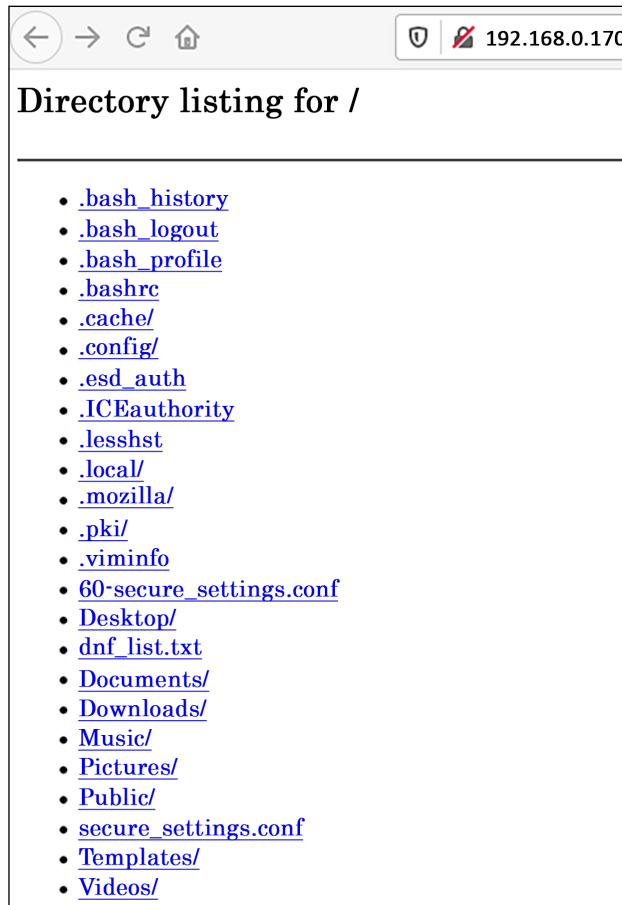 192.168.0.170
Directory listing for /
.bash_history
.bash_logout
.bash_profile
.bashrc
.cache/
.config/
.esd_auth
.ICEauthority
.lesshst
.local/
.mozilla/
.pki/
.viminfo
60-secure_settings.conf
Desktop/
dnf_list.txt
Documents/
Downloads/
Music/
Pictures/
Public/
secure_settings.conf
Templates/
Videos/